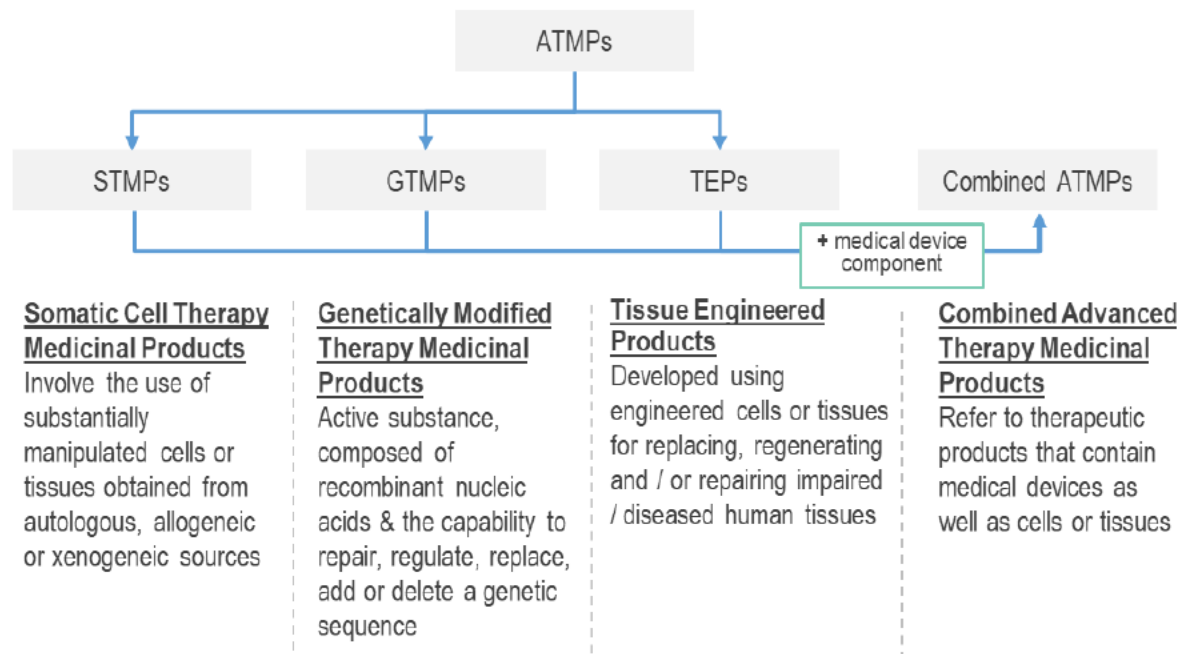 ATMPs
STMPs
GTMPs
TEPs
Combined ATMPs
+ medical device
component
Somatic Cell Therapy
Medicinal Products
Involve the use of
substantially
manipulated cells or
tissues obtained from
autologous, allogeneic
or xenogeneic sources
Genetically Modified
Therapy Medicinal
Products
Active substance,
composed of
recombinant nucleic
acids & the capability to
repair, regulate, replace,
add or delete a genetic
sequence
Tissue Engineered
Products
Developed using
engineered cells or tissues
for replacing, regenerating
and / or repairing impaired
/ diseased human tissues
Combined Advanced
Therapy Medicinal
Products
Refer to therapeutic
products that contain
medical devices as
well as cells or tissues